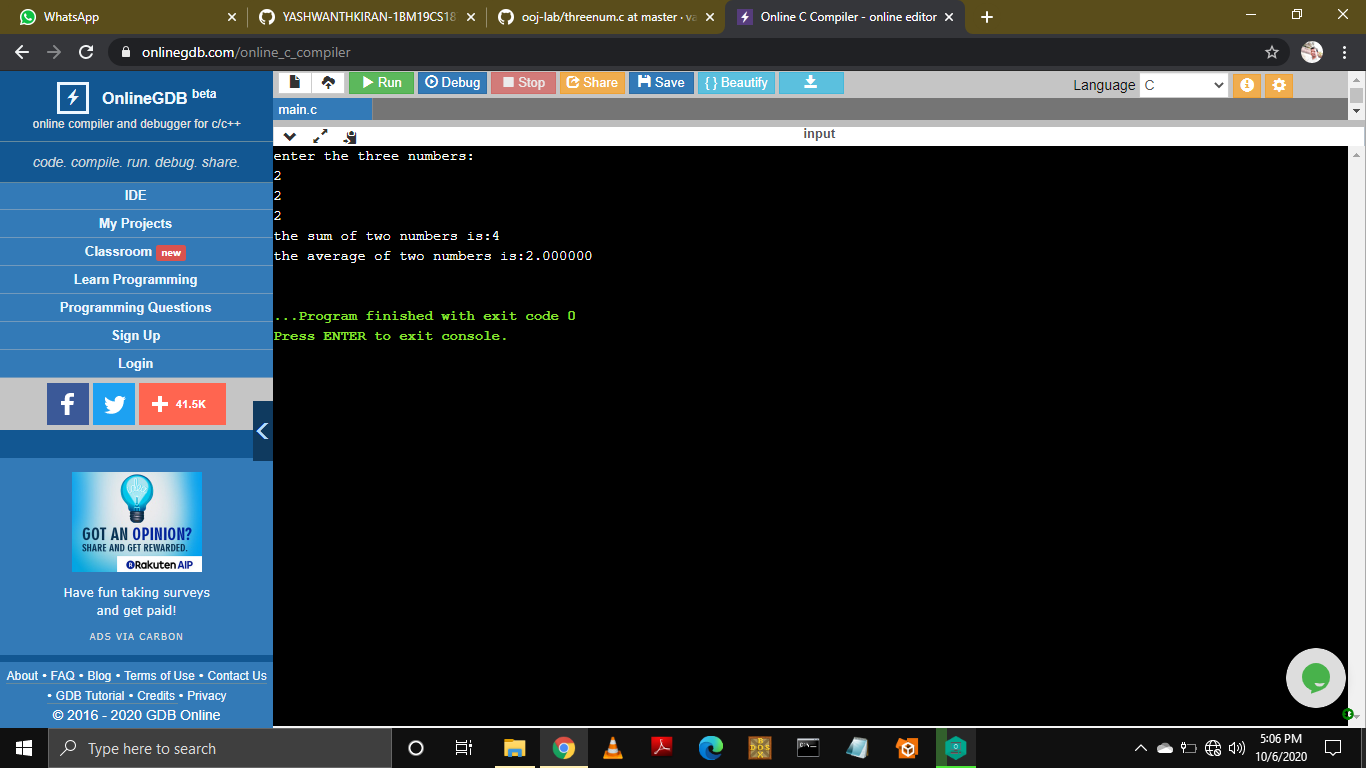 WhatsApp
YASHWANTHKIRAN-1BM19CS18
ooj-lab/threenum.c at master · va
Online C Compiler - online editor
onlinegdb.com/online_c_compiler
OnlineGDB beta
online compiler and debugger for c/c++
code. compile. run. debug. share.
IDE
My Projects
Classroom new
Learn Programming
Programming Questions
Sign Up
Login
41.5K
GOT AN OPINION?
SHARE AND GET REWARDED.
Rakuten AIP
Have fun taking surveys
and get paid!
ADS VIA CARBON
About • FAQ • Blog • Terms of Use • Contact Us
• GDB Tutorial • Credits • Privacy
© 2016 - 2020 GDB Online
Run Debug Stop Share Save { } Beautify
Language C
main.c
input
enter the three numbers:
2
2
2
the sum of two numbers is:4
the average of two numbers is:2.000000
...Program finished with exit code 0
Press ENTER to exit console.
Type here to search
5:06 PM
10/6/2020